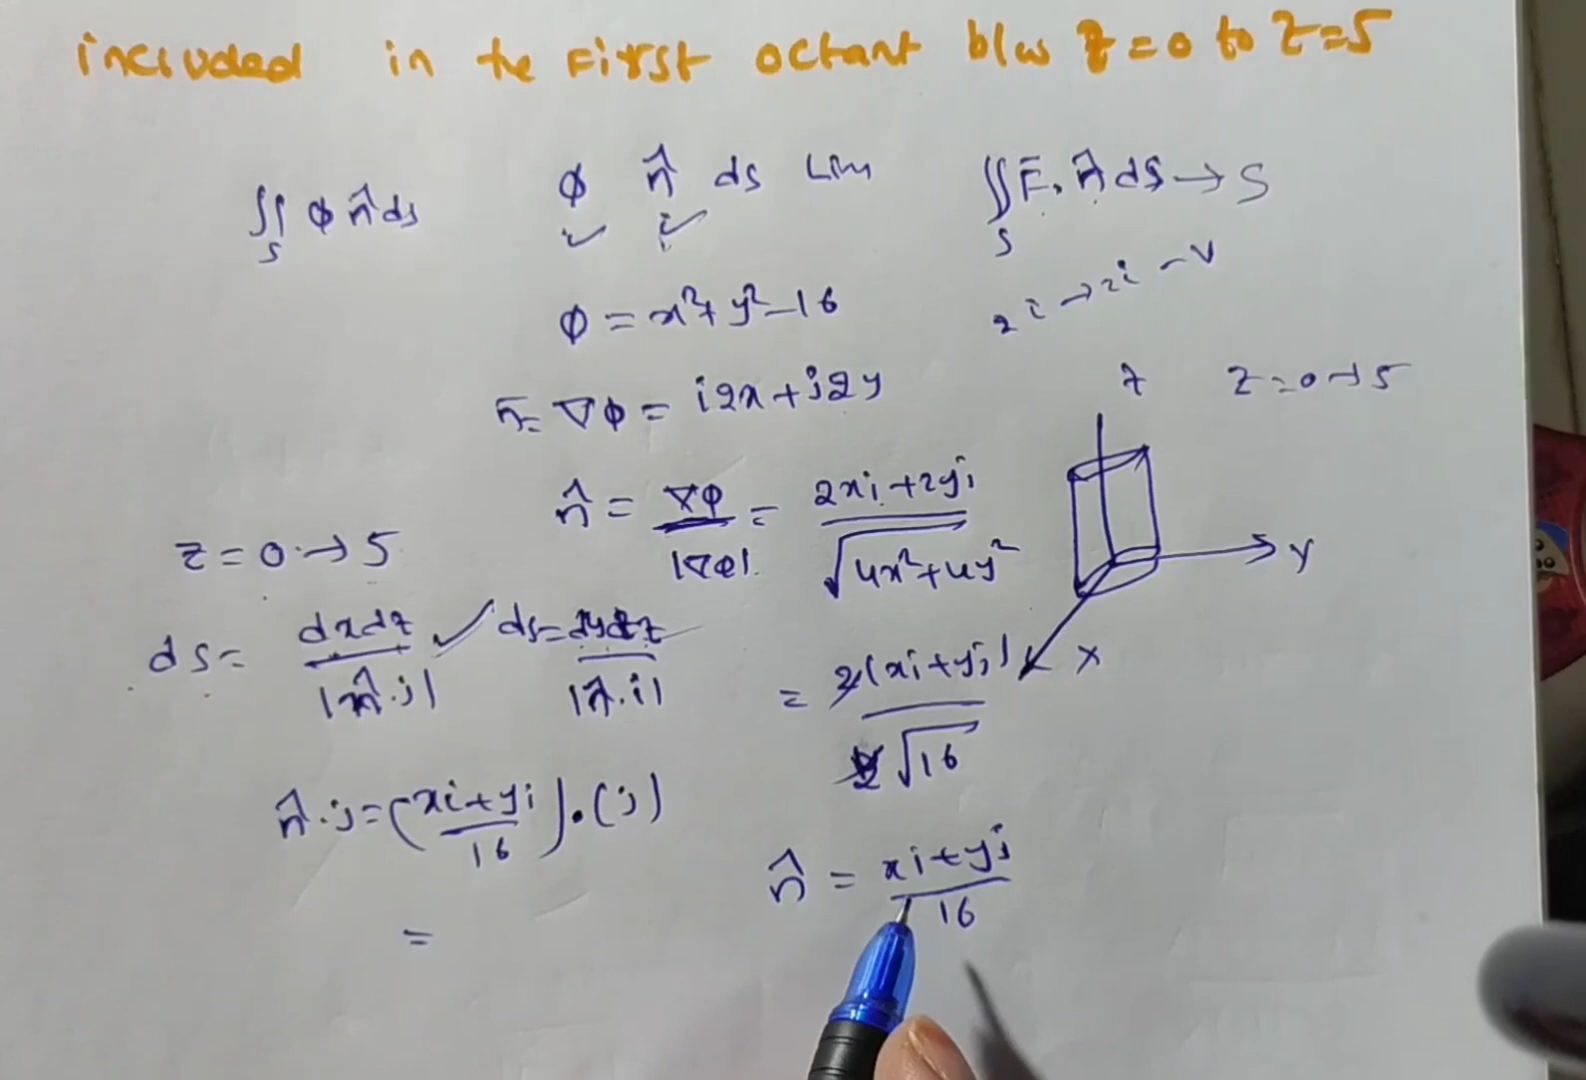 included in the First octant b/w z=0 to z=5
∬ₛ φ n̂ ds
φ n̂ ds Lim
∬ₛ F̄. n̂ ds → S
2i → 2i - V
φ = x²+y²-16
n̄= ∇φ = i2x+j2y
z z=0→5
n̂ = ∇φ/|∇φ| = 2xi+2yj/√4x²+4y²
y
z=0→5
ds= dxdz/|n̂.j| ✓ ds=dydz/|n̂.i|
= 2(xi+yj)/2√16
x
n̂.j=(xi+yj/16).(j)
n̂ = xi+yj/16
=